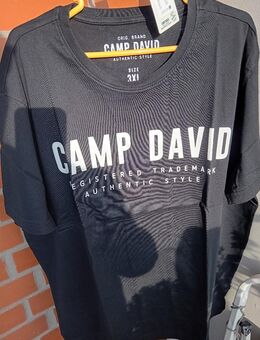 ORIG. BRAND
CAMP DAVID
AUTHENTIC STYLE
SIZE
3XL
CAMP DAVID
REGISTERED TRADEMARK
AUTHENTIC STYLE